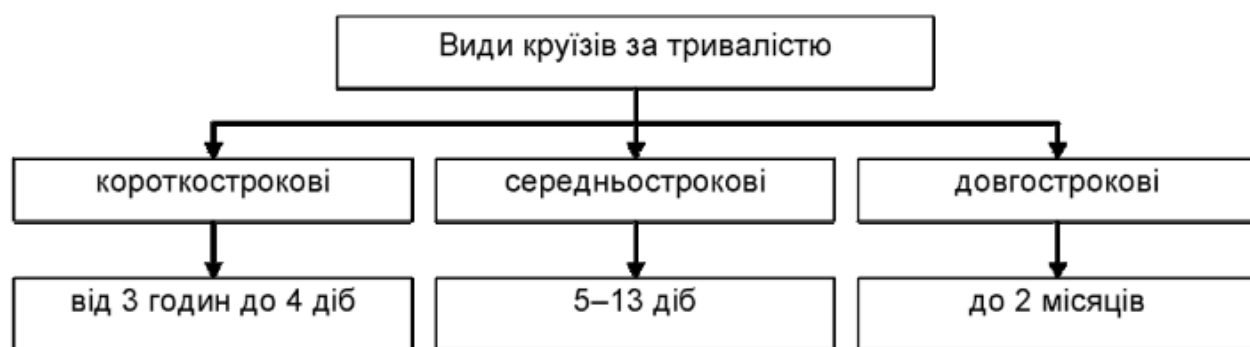 Види круїзів за тривалістю
короткострокові
середньострокові
довгострокові
від 3 годин до 4 діб
5–13 діб
до 2 місяців